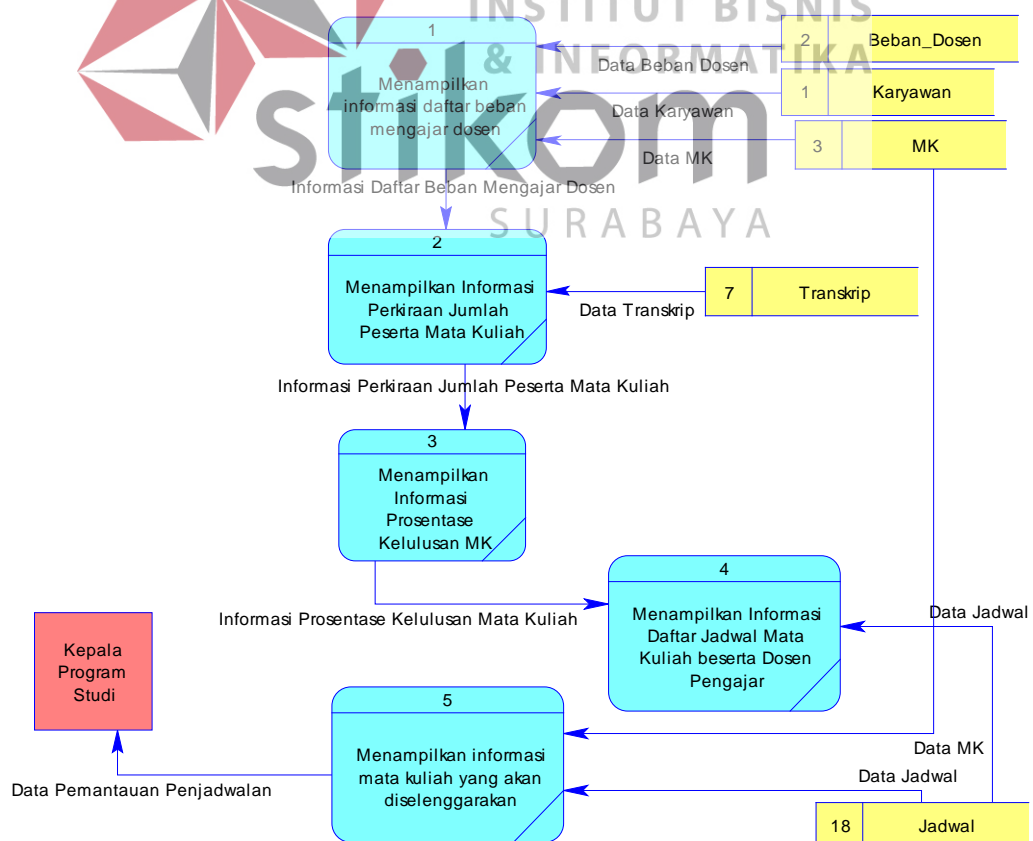 INSTITUT BISNIS
& INFORMATIKA
stikom
SURABAYA
1
Menampilkan
informasi daftar beban
mengajar dosen
2 Beban_Dosen
Data Beban Dosen
1 Karyawan
Data Karyawan
3 MK
Data MK
Informasi Daftar Beban Mengajar Dosen
2
Menampilkan Informasi
Perkiraan Jumlah
Peserta Mata Kuliah
7 Transkrip
Data Transkrip
Informasi Perkiraan Jumlah Peserta Mata Kuliah
3
Menampilkan
Informasi
Prosentase
Kelulusan MK
Informasi Prosentase Kelulusan Mata Kuliah
4
Menampilkan Informasi
Daftar Jadwal Mata
Kuliah beserta Dosen
Pengajar
Data Jadwal
Kepala
Program
Studi
5
Menampilkan informasi
mata kuliah yang akan
diselenggarakan
Data MK
Data Jadwal
Data Pemantauan Penjadwalan
18 Jadwal